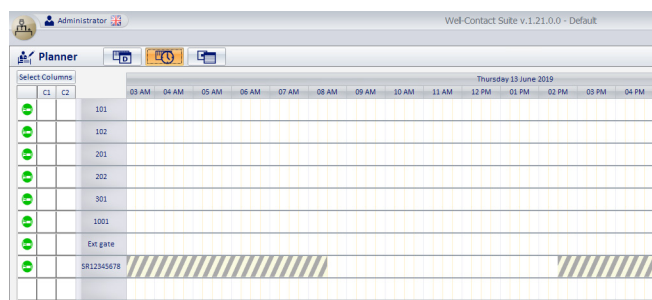 Administrator
Well-Contact Suite v.1.21.0.0 - Default
Planner
D
Select Columns
Thursday 13 June 2019
C1 C2 03 AM 04 AM 05 AM 06 AM 07 AM 08 AM 09 AM 10 AM 11 AM 12 PM 01 PM 02 PM 03 PM 04 PM
101
102
201
202
301
1001
Ext gate
SR12345678